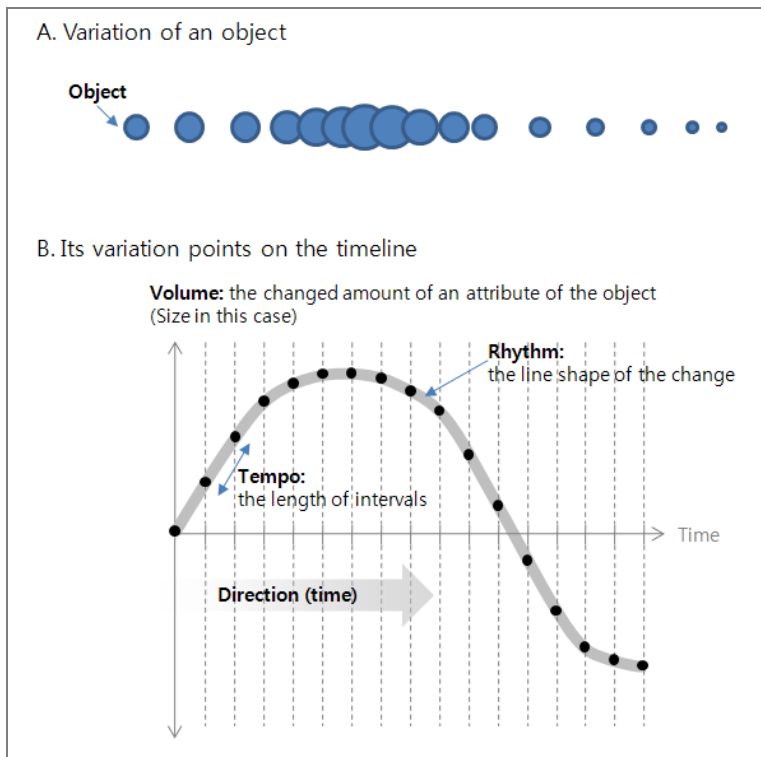 A. Variation of an object
Object
B. Its variation points on the timeline
Volume: the changed amount of an attribute of the object
(Size in this case)
Rhythm:
the line shape of the change
Tempo:
the length of intervals
Time
Direction (time)